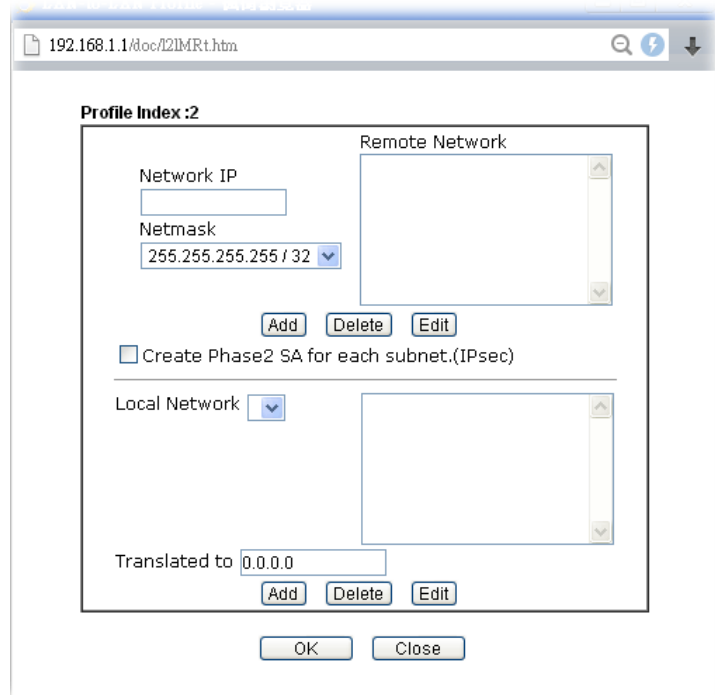 192.168.1.1/doc/l2lMRt.htm
Profile Index :2
Remote Network
Network IP
Netmask
255.255.255.255 / 32
Add Delete Edit
Create Phase2 SA for each subnet.(IPsec)
Local Network
Translated to 0.0.0.0
Add Delete Edit
OK Close